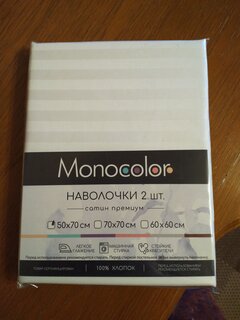 Monocolor
НАВОЛОЧКИ 2 шт.
сатин премиум
50x70 см 70x70 см 60x60 см
ЛЕГКОЕ ГЛАЖЕНИЕ
МАШИННАЯ СТИРКА
СТОЙКИЕ КРАСИТЕЛИ
100% ХЛОПОК